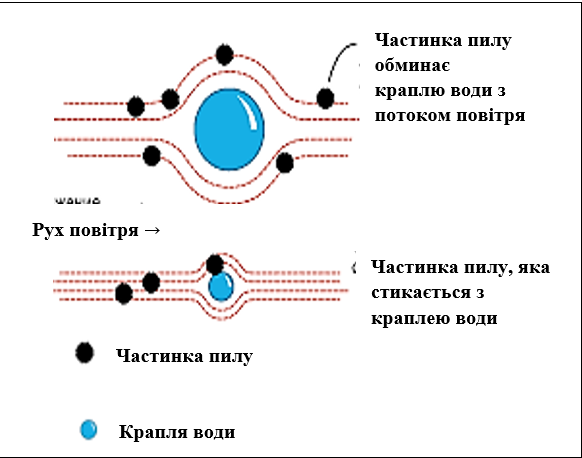 Частинка пилу
обминає
краплю води з
потоком повітря
Рух повітря →
Частинка пилу, яка
стикається з
краплею води
Частинка пилу
Крапля води